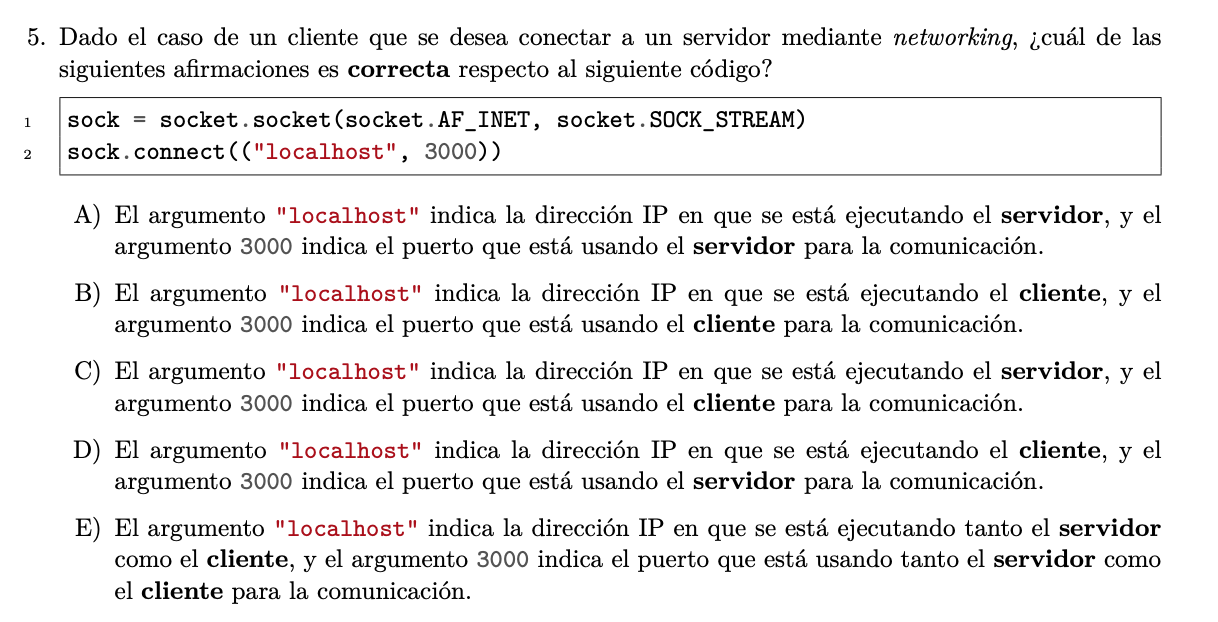 5. Dado el caso de un cliente que se desea conectar a un servidor mediante networking, ¿cuál de las
siguientes afirmaciones es correcta respecto al siguiente código?
1 sock = socket.socket(socket.AF_INET, socket.SOCK_STREAM)
2 sock.connect(("localhost", 3000))
A) El argumento "localhost" indica la dirección IP en que se está ejecutando el servidor, y el
argumento 3000 indica el puerto que está usando el servidor para la comunicación.
B) El argumento "localhost" indica la dirección IP en que se está ejecutando el cliente, y el
argumento 3000 indica el puerto que está usando el cliente para la comunicación.
C) El argumento "localhost" indica la dirección IP en que se está ejecutando el servidor, y el
argumento 3000 indica el puerto que está usando el cliente para la comunicación.
D) El argumento "localhost" indica la dirección IP en que se está ejecutando el cliente, y el
argumento 3000 indica el puerto que está usando el servidor para la comunicación.
E) El argumento "localhost" indica la dirección IP en que se está ejecutando tanto el servidor
como el cliente, y el argumento 3000 indica el puerto que está usando tanto el servidor como
el cliente para la comunicación.